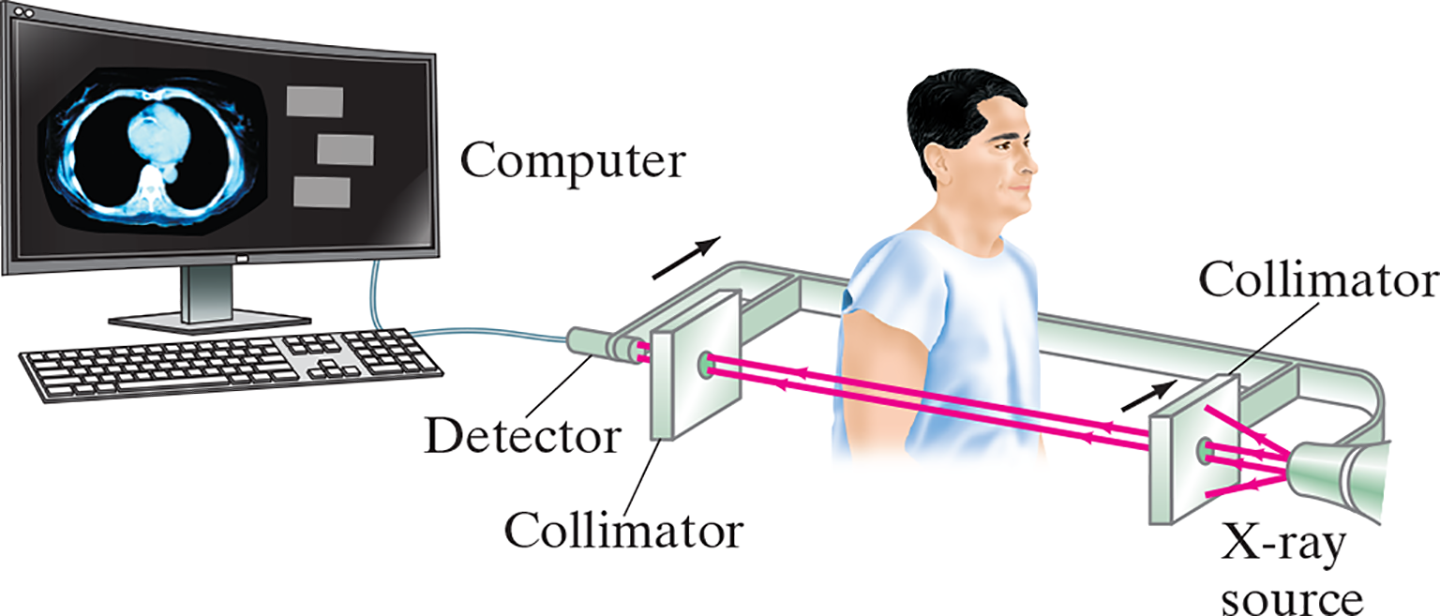 Computer
Collimator
Detector
Collimator
X-ray
source